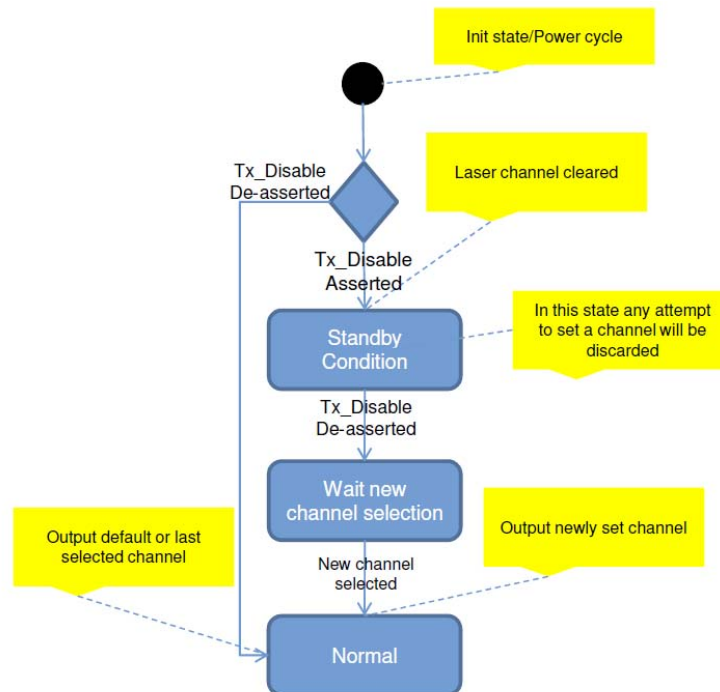 Init state/Power cycle
Tx_Disable
De-asserted
Laser channel cleared
Tx_Disable
Asserted
Standby
Condition
In this state any attempt
to set a channel will be
discarded
Tx_Disable
De-asserted
Wait new
channel selection
Output default or last
selected channel
Output newly set channel
New channel
selected
Normal